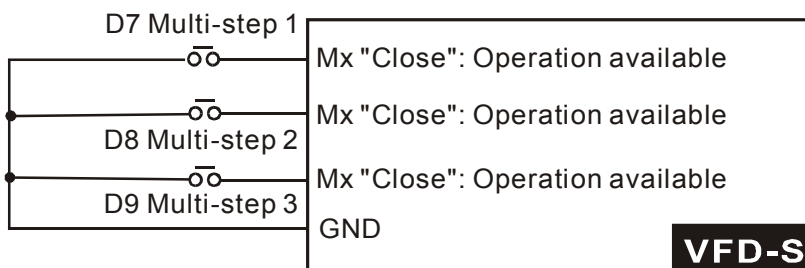 D7 Multi-step 1
Mx "Close": Operation available
Mx "Close": Operation available
D8 Multi-step 2
Mx "Close": Operation available
D9 Multi-step 3
GND
VFD-S